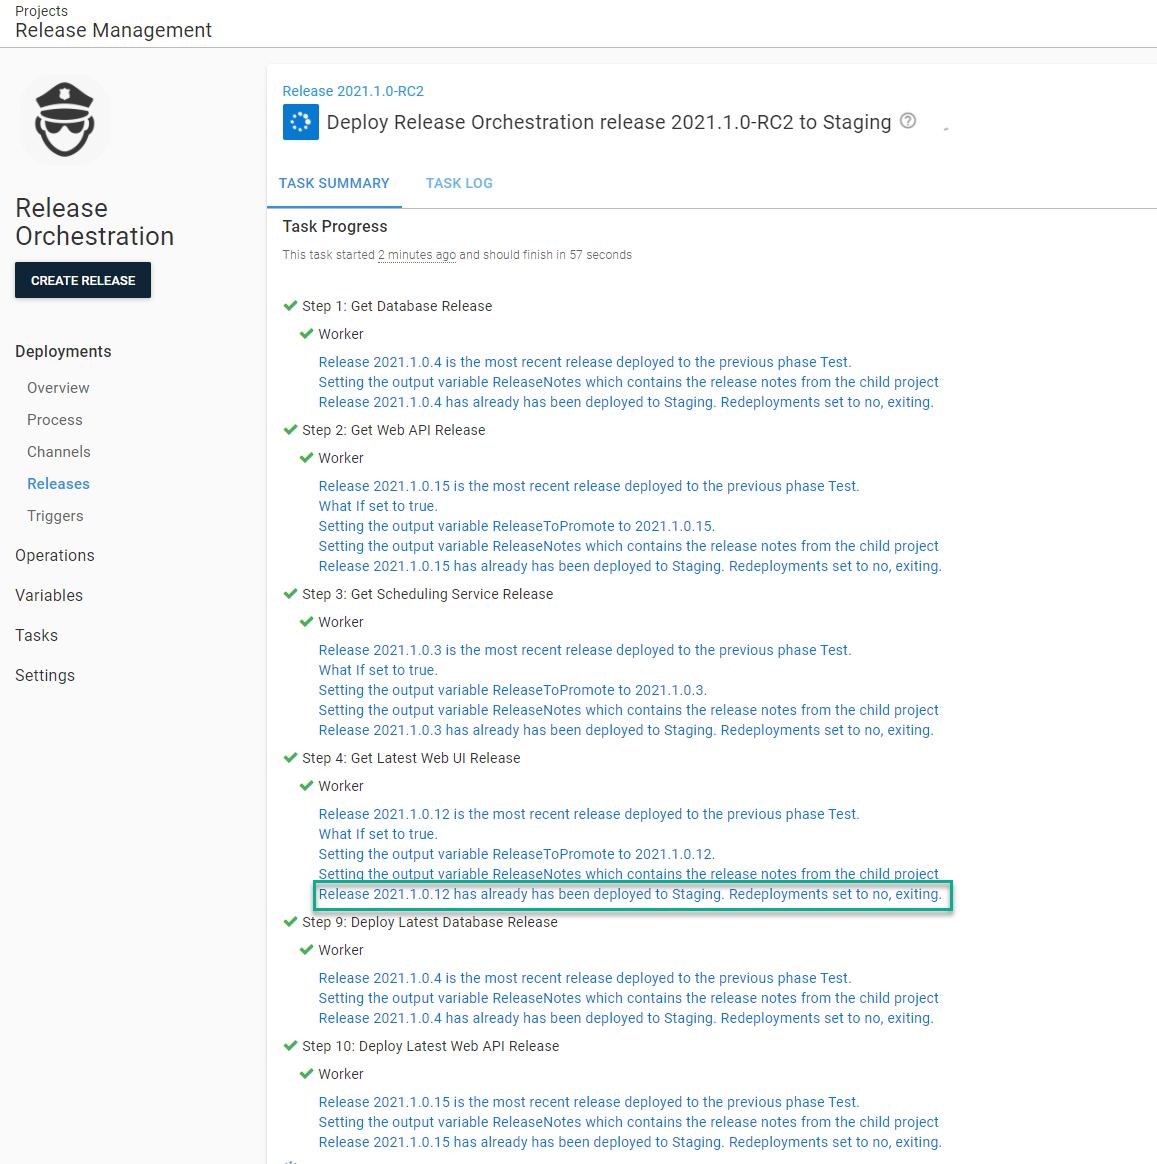 Projects
Release Management
Release
Orchestration
CREATE RELEASE
Deployments
Overview
Process
Channels
Releases
Triggers
Operations
Variables
Tasks
Settings
Release 2021.1.0-RC2
Deploy Release Orchestration release 2021.1.0-RC2 to Staging ?
TASK SUMMARY TASK LOG
Task Progress
This task started 2 minutes ago and should finish in 57 seconds
Step 1: Get Database Release
Worker
Release 2021.1.0.4 is the most recent release deployed to the previous phase Test.
Setting the output variable ReleaseNotes which contains the release notes from the child project
Release 2021.1.0.4 has already has been deployed to Staging. Redeployments set to no, exiting.
Step 2: Get Web API Release
Worker
Release 2021.1.0.15 is the most recent release deployed to the previous phase Test.
What If set to true.
Setting the output variable ReleaseToPromote to 2021.1.0.15.
Setting the output variable ReleaseNotes which contains the release notes from the child project
Release 2021.1.0.15 has already has been deployed to Staging. Redeployments set to no, exiting.
Step 3: Get Scheduling Service Release
Worker
Release 2021.1.0.3 is the most recent release deployed to the previous phase Test.
What If set to true.
Setting the output variable ReleaseToPromote to 2021.1.0.3.
Setting the output variable ReleaseNotes which contains the release notes from the child project
Release 2021.1.0.3 has already has been deployed to Staging. Redeployments set to no, exiting.
Step 4: Get Latest Web UI Release
Worker
Release 2021.1.0.12 is the most recent release deployed to the previous phase Test.
What If set to true.
Setting the output variable ReleaseToPromote to 2021.1.0.12.
Setting the output variable ReleaseNotes which contains the release notes from the child project
Release 2021.1.0.12 has already has been deployed to Staging. Redeployments set to no, exiting.
Step 9: Deploy Latest Database Release
Worker
Release 2021.1.0.4 is the most recent release deployed to the previous phase Test.
Setting the output variable ReleaseNotes which contains the release notes from the child project
Release 2021.1.0.4 has already has been deployed to Staging. Redeployments set to no, exiting.
Step 10: Deploy Latest Web API Release
Worker
Release 2021.1.0.15 is the most recent release deployed to the previous phase Test.
Setting the output variable ReleaseNotes which contains the release notes from the child project
Release 2021.1.0.15 has already has been deployed to Staging. Redeployments set to no, exiting.